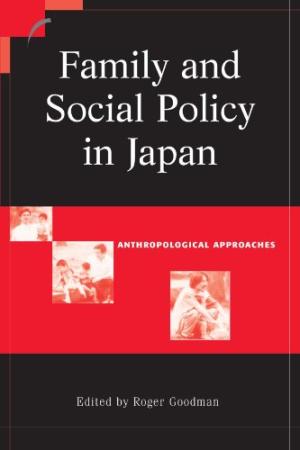 Family and
Social Policy
in Japan
ANTHROPOLOGICAL APPROACHES
Edited by Roger Goodman